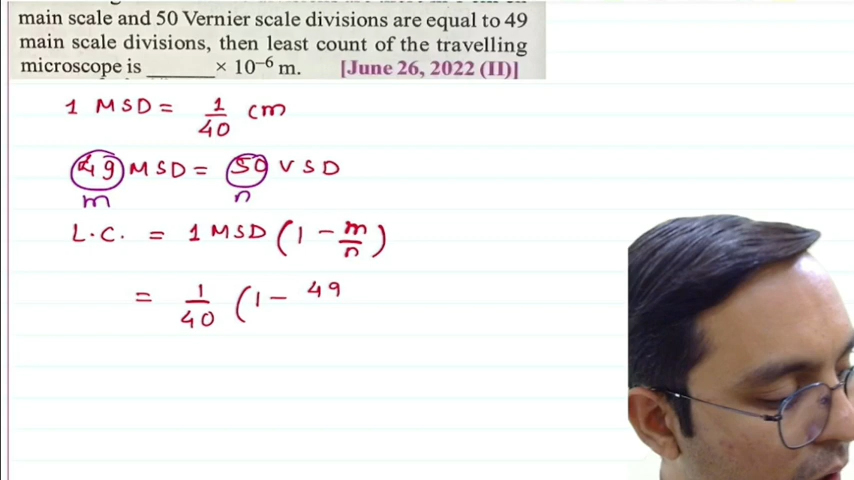 main scale and 50 Vernier scale divisions are equal to 49
main scale divisions, then least count of the travelling
microscope is ______ × 10⁻⁶ m. [June 26, 2022 (II)]
1 MSD = 1/40 cm
49 MSD = 50 VSD
m n
L.C. = 1 MSD (1 - m/n)
= 1/40 (1 - 49